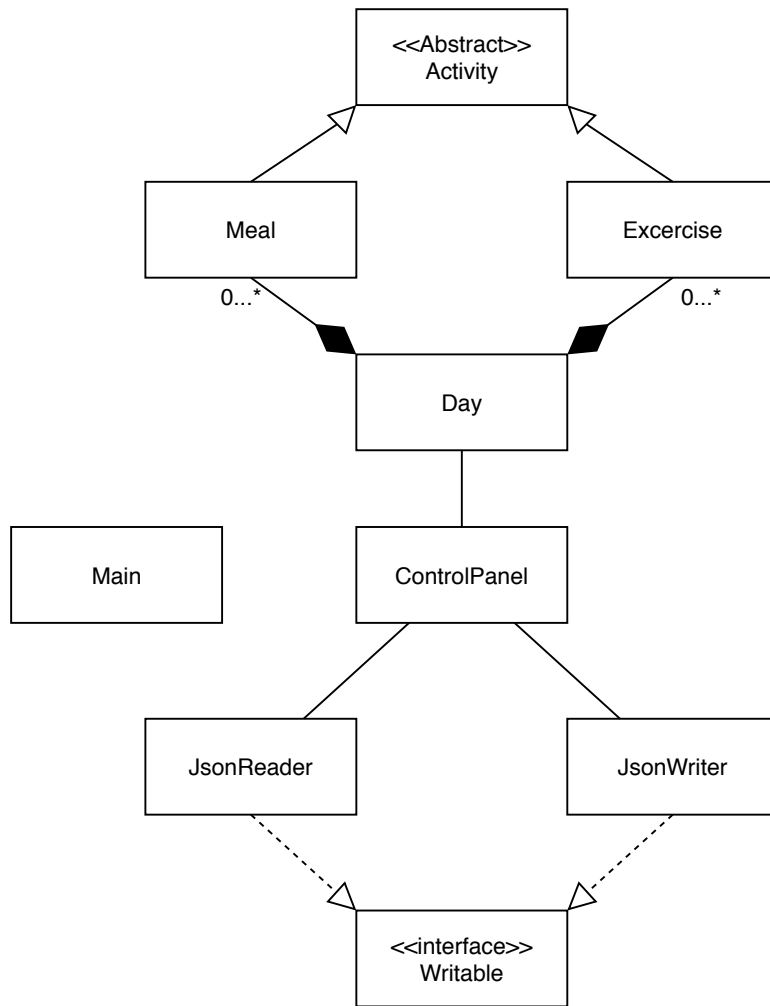 <<Abstract>>
Activity
Meal
Excercise
0...*
0...*
Day
Main
ControlPanel
JsonReader
JsonWriter
<<interface>>
Writable